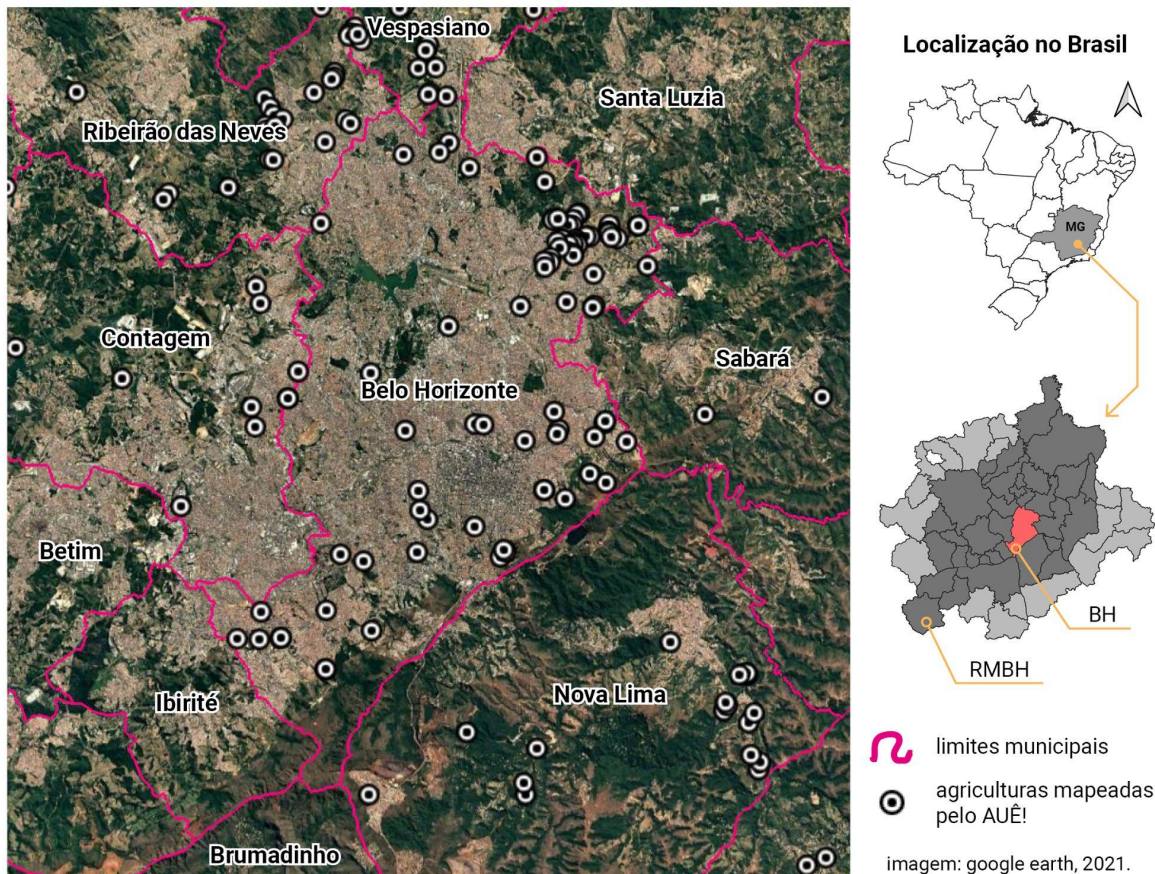 Vespasiano
Santa Luzia
Ribeirão das Neves
Contagem
Sabará
Belo Horizonte
Betim
Ibirité
Nova Lima
Brumadinho
Localização no Brasil
MG
BH
RMBH
limites municipais
agriculturas mapeadas
pelo AUÊ!
imagem: google earth, 2021.